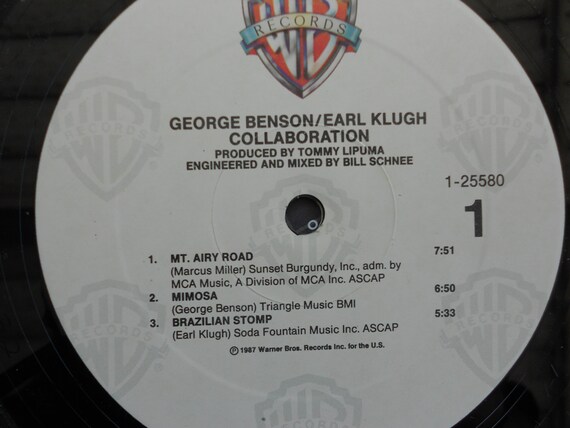 RECORDS
GEORGE BENSON/EARL KLUGH
COLLABORATION
PRODUCED BY TOMMY LIPUMA
ENGINEERED AND MIXED BY BILL SCHNEE
1-25580
1
1. MT. AIRY ROAD 7:51
(Marcus Miller) Sunset Burgundy, Inc., adm. by
MCA Music, A Division of MCA Inc. ASCAP
2. MIMOSA 6:50
(George Benson) Triangle Music BMI
3. BRAZILIAN STOMP 5:33
(Earl Klugh) Soda Fountain Music Inc. ASCAP
℗1987 Warner Bros. Records Inc. for the U.S.